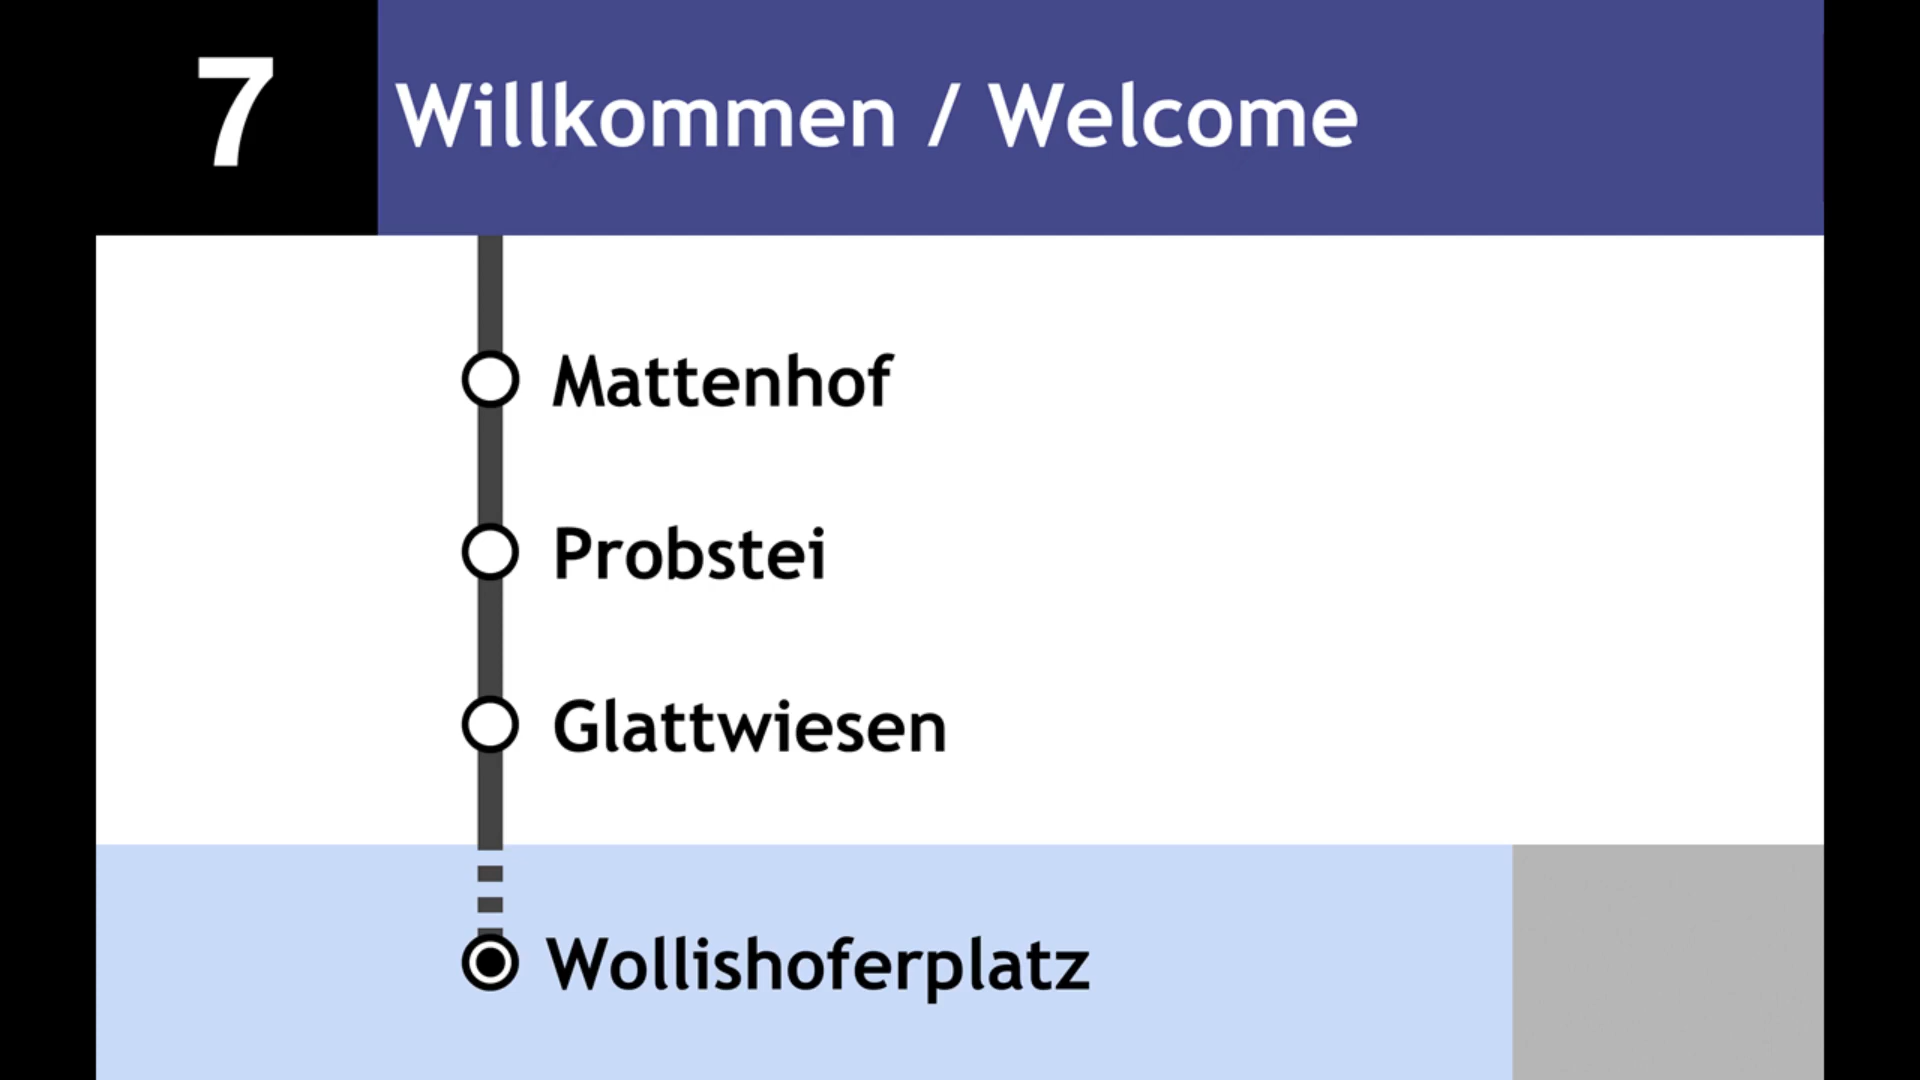 7
Willkommen / Welcome
Mattenhof
Probstei
Glattwiesen
Wollishoferplatz